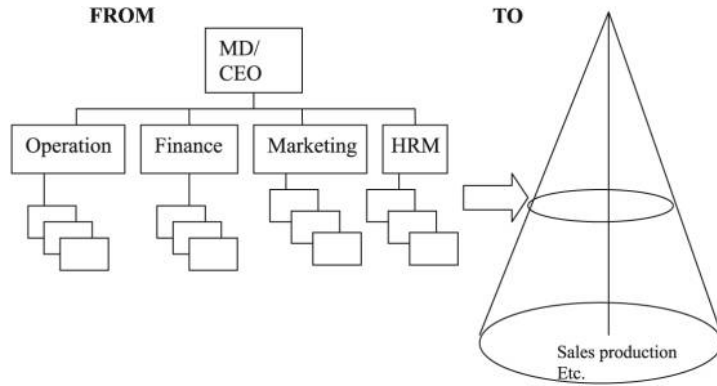 FROM
TO
MD/
CEO
Operation
Finance
Marketing
HRM
Sales production
Etc.